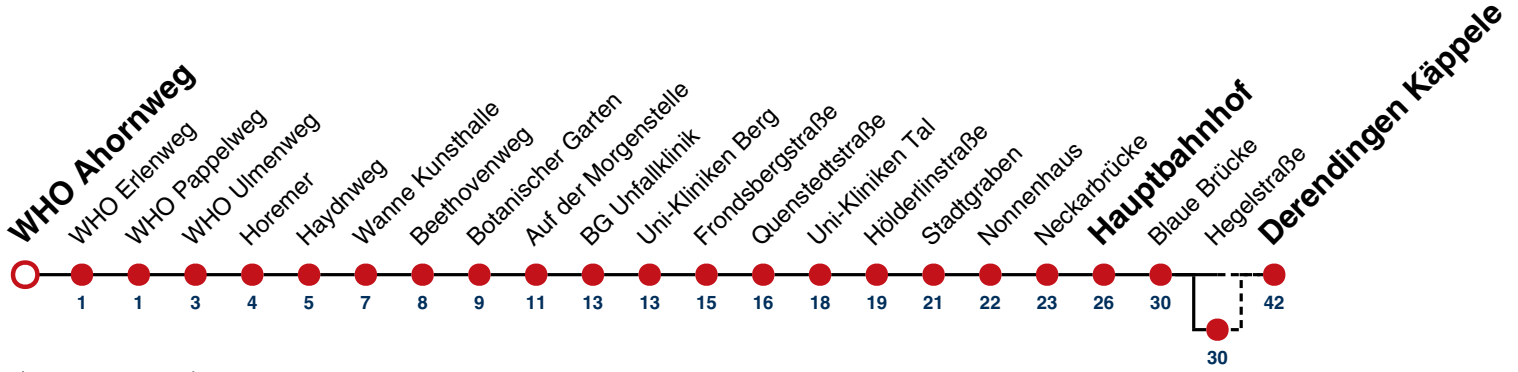 WHO Ahornweg
WHO Erlenweg
WHO Pappelweg
WHO Ulmenweg
Horemer
Haydnweg
Wanne Kunsthalle
Beethovenweg
Botanischer Garten
Auf der Morgenstelle
BG Unfallklinik
Uni-Kliniken Berg
Frondsbergstraße
Quenstedtstraße
Uni-Kliniken Tal
Hölderlinstraße
Stadtgraben
Nonnenhaus
Neckarbrücke
Hauptbahnhof
Blaue Brücke
Hegelstraße
Derendingen Käppele
1 1 3 4 5 7 8 9 11 13 13 15 16 18 19 21 22 23 26 30 42
30